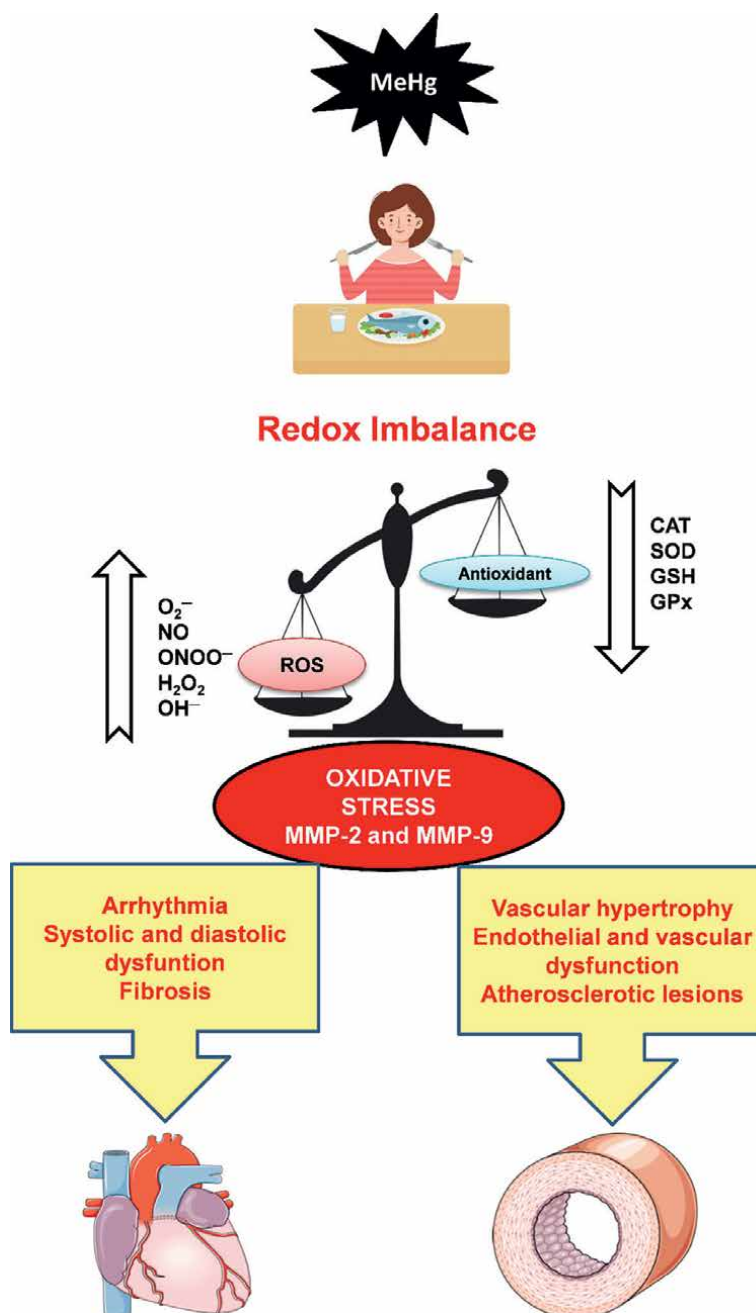 MeHg
Redox Imbalance
CAT
SOD
GSH
GPx
Antioxidant
O₂⁻
NO
ONOO⁻
H₂O₂
OH⁻
ROS
OXIDATIVE
STRESS
MMP-2 and MMP-9
Arrhythmia
Systolic and diastolic
dysfuntion
Fibrosis
Vascular hypertrophy
Endothelial and vascular
dysfunction
Atherosclerotic lesions